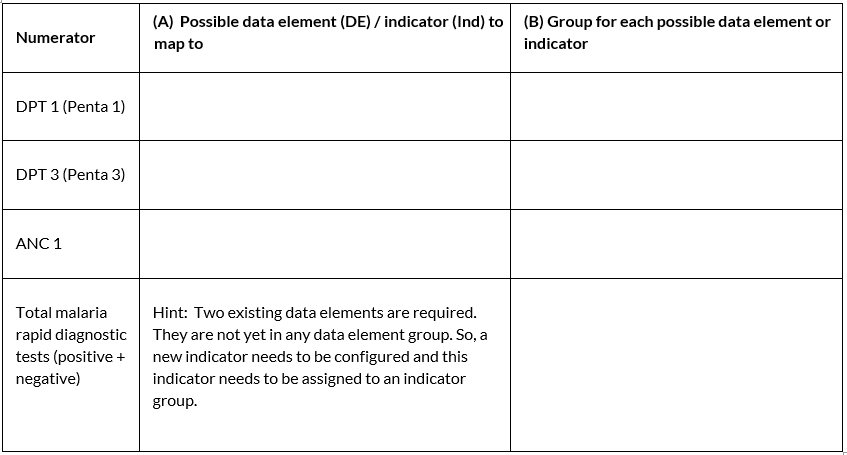 Numerator
(A) Possible data element (DE) / indicator (Ind) to
map to
(B) Group for each possible data element or
indicator
DPT 1 (Penta 1)
DPT 3 (Penta 3)
ANC 1
Total malaria
rapid diagnostic
tests (positive +
negative)
Hint: Two existing data elements are required.
They are not yet in any data element group. So, a
new indicator needs to be configured and this
indicator needs to be assigned to an indicator
group.